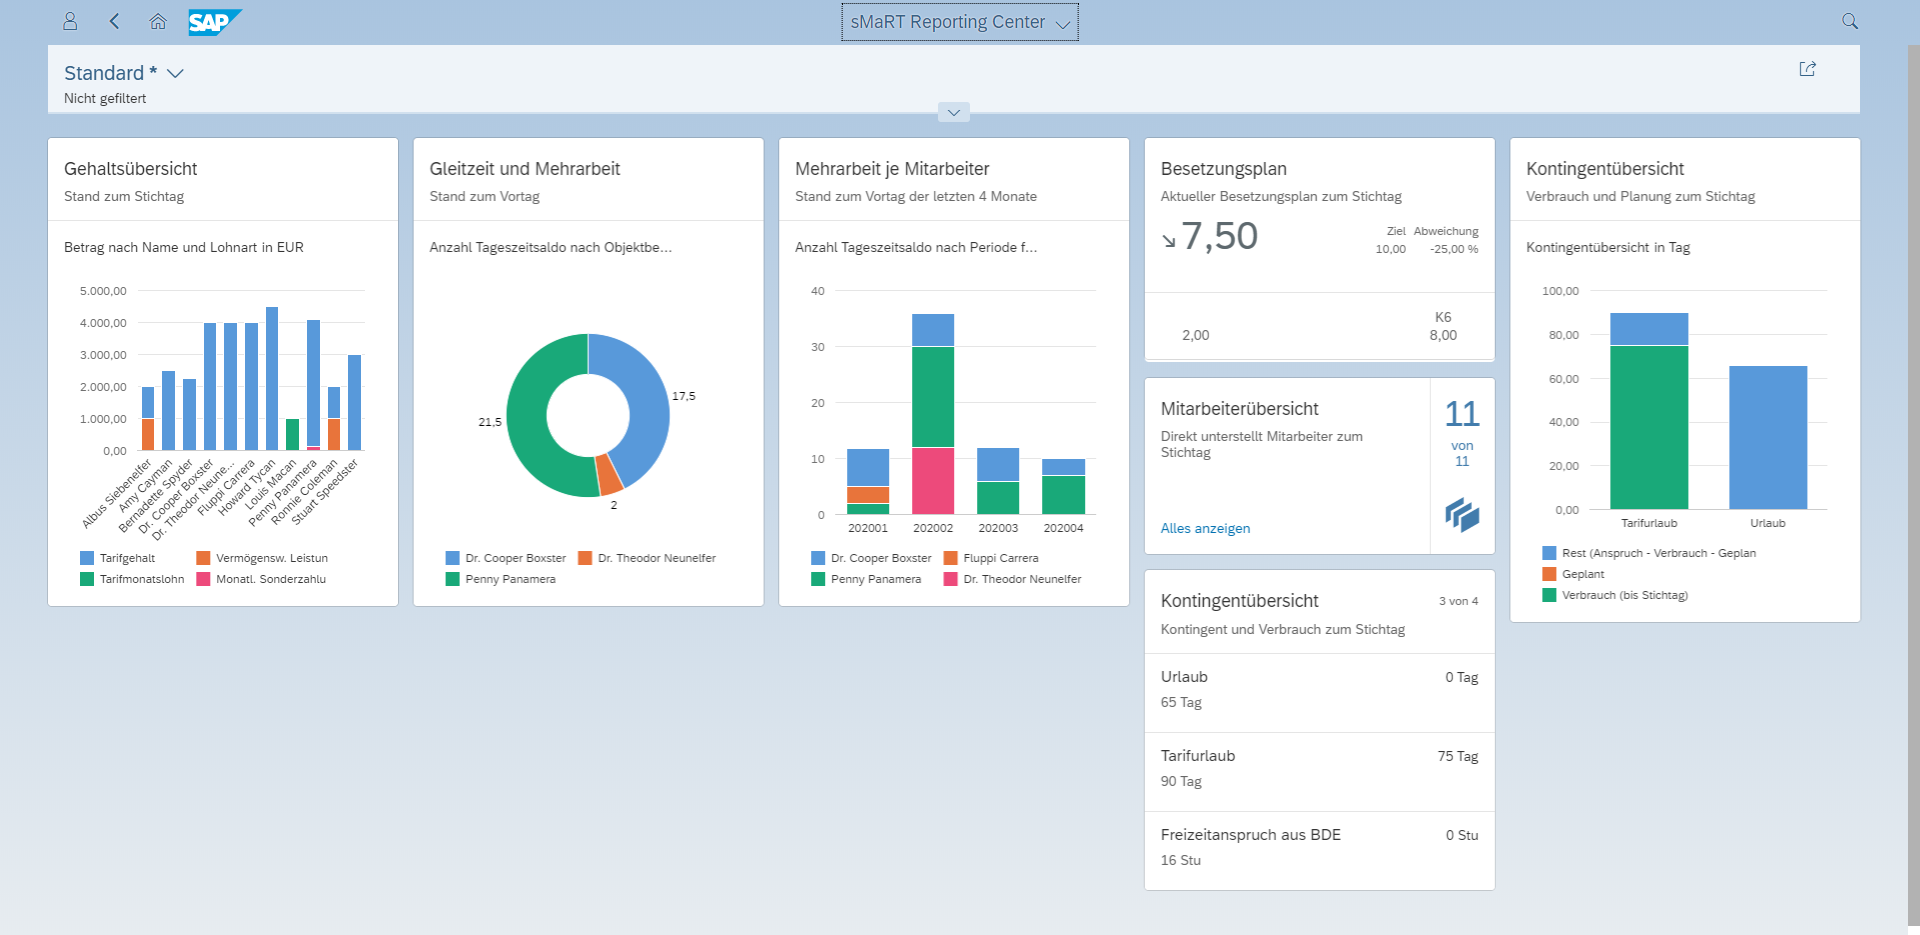 SAP
sMaRT Reporting Center
Standard *
Nicht gefiltert
Gehaltsübersicht
Stand zum Stichtag
Betrag nach Name und Lohnart in EUR
5.000,00
4.000,00
3.000,00
2.000,00
1.000,00
0,00
Albus Siebenelfer
Amy Cayman
Bernadette Spyder
Dr. Cooper Boxster
Dr. Theodor Neune...
Fluppi Carrera
Howard Tycan
Louis Macan
Penny Panamera
Ronnie Coleman
Stuart Speedster
Tarifgehalt
Vermögensw. Leistun
Tarifmonatslohn
Monatl. Sonderzahlu
Gleitzeit und Mehrarbeit
Stand zum Vortag
Anzahl Tageszeitsaldo nach Objektbe...
17,5
21,5
2
Dr. Cooper Boxster
Dr. Theodor Neunelfer
Penny Panamera
Mehrarbeit je Mitarbeiter
Stand zum Vortag der letzten 4 Monate
Anzahl Tageszeitsaldo nach Periode f...
40
30
20
10
0
202001
202002
202003
202004
Dr. Cooper Boxster
Fluppi Carrera
Penny Panamera
Dr. Theodor Neunelfer
Besetzungsplan
Aktueller Besetzungsplan zum Stichtag
7,50
Ziel Abweichung
10,00 -25,00 %
K6
2,00 8,00
Mitarbeiterübersicht
Direkt unterstellt Mitarbeiter zum
Stichtag
11
von
11
Alles anzeigen
Kontingentübersicht
3 von 4
Kontingent und Verbrauch zum Stichtag
Urlaub 0 Tag
65 Tag
Tarifurlaub 75 Tag
90 Tag
Freizeitanspruch aus BDE 0 Stu
16 Stu
Kontingentübersicht
Verbrauch und Planung zum Stichtag
Kontingentübersicht in Tag
100,00
80,00
60,00
40,00
20,00
0,00
Tarifurlaub
Urlaub
Rest (Anspruch - Verbrauch - Geplan
Geplant
Verbrauch (bis Stichtag)